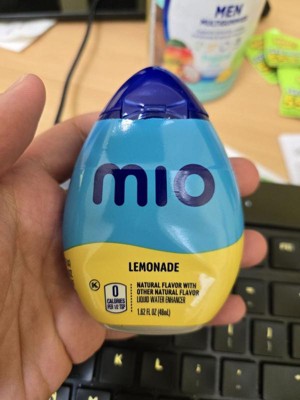 MEN
MULTIVITAMIN
mio
LEMONADE
0
CALORIES
NATURAL FLAVOR WITH
OTHER NATURAL FLAVOR
LIQUID WATER ENHANCER
1.62 FL OZ (48mL)
K